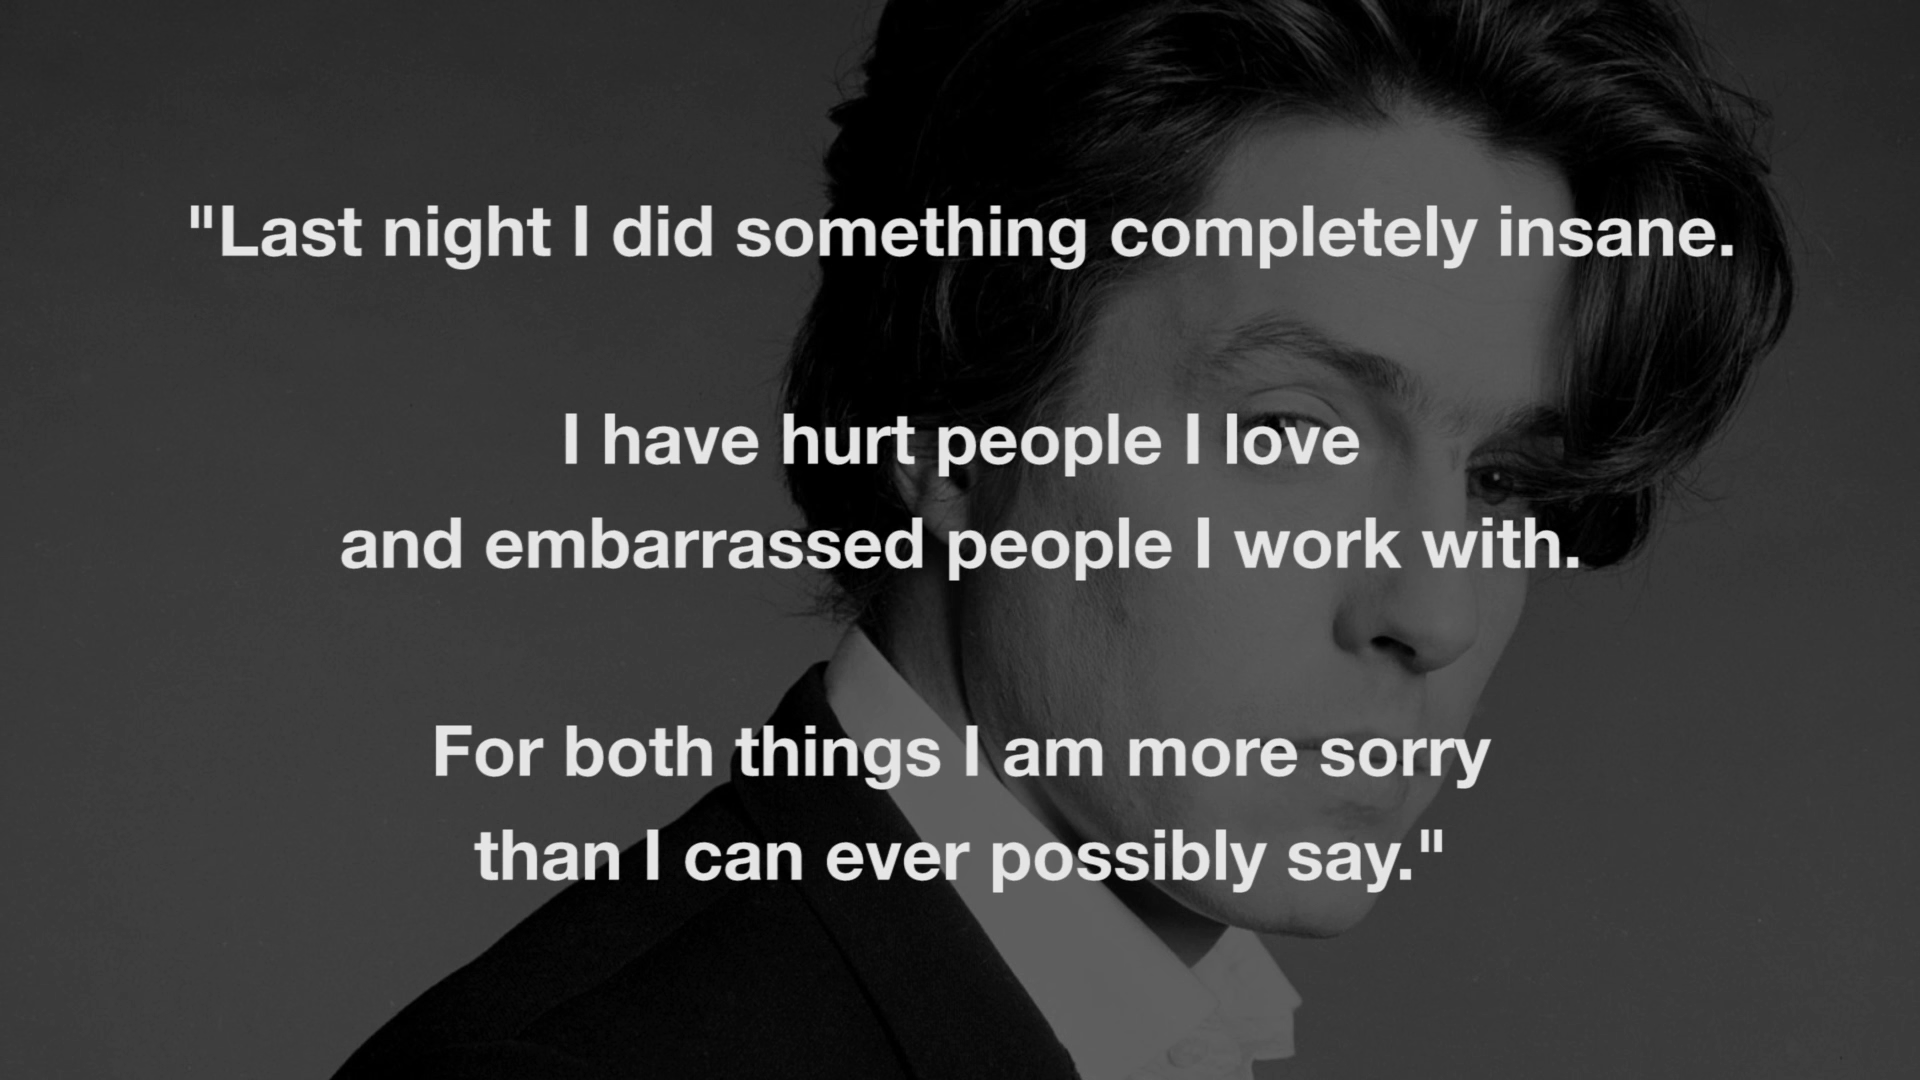 "Last night I did something completely insane.
I have hurt people I love
and embarrassed people I work with.
For both things I am more sorry
than I can ever possibly say."